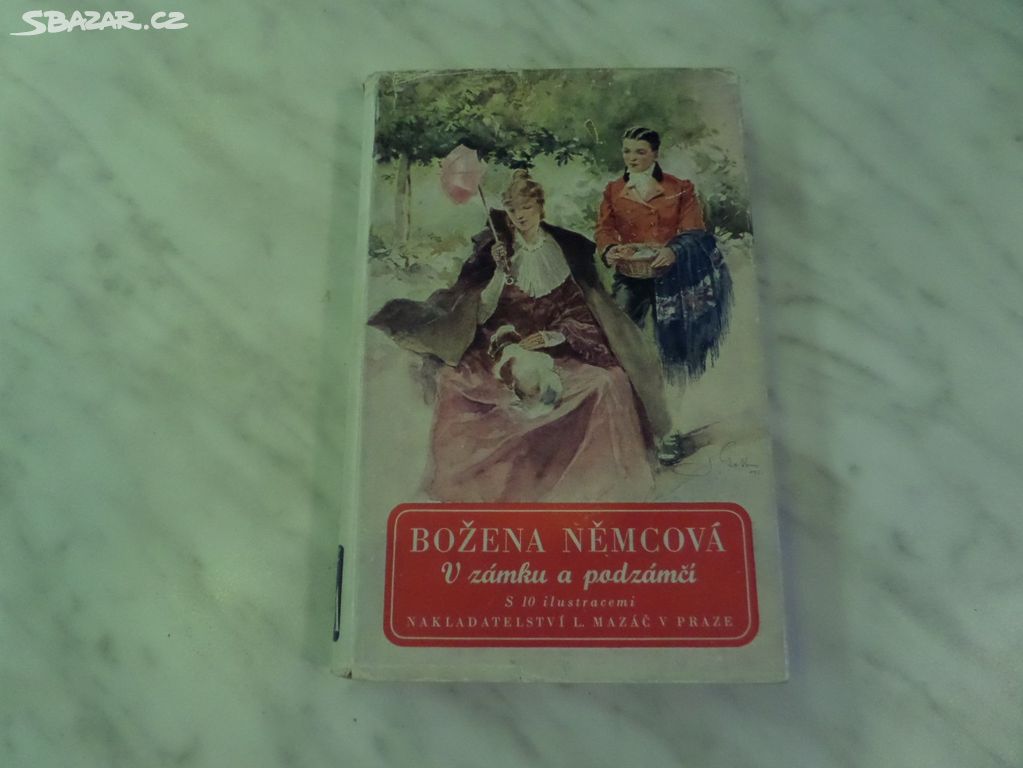 SBAZAR.CZ
BOŽENA NĚMCOVÁ
V zámku a podzámčí
S 10 ilustracemi
NAKLADATELSTVÍ L. MAZÁČ V PRAZE